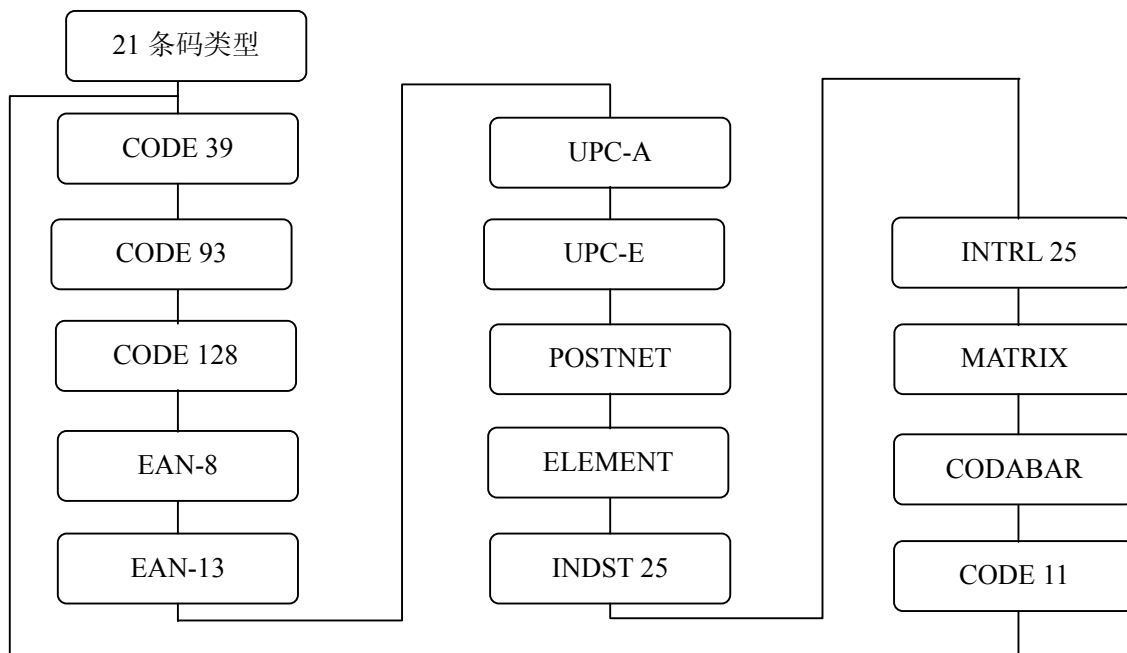 21 条码类型
CODE 39
CODE 93
CODE 128
EAN-8
EAN-13
UPC-A
UPC-E
POSTNET
ELEMENT
INDST 25
INTRL 25
MATRIX
CODABAR
CODE 11